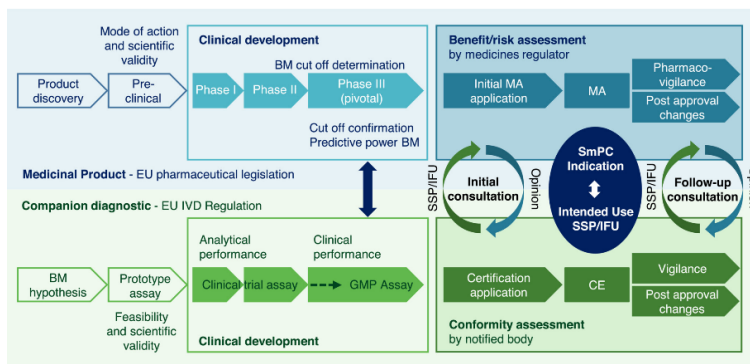 Mode of action
and scientific
validity
Product
discovery
Pre-
clinical
Clinical development
BM cut off determination
Phase I
Phase II
Phase III
(pivotal)
Cut off confirmation
Predictive power BM
Benefit/risk assessment
by medicines regulator
Initial MA
application
MA
Pharmaco-
vigilance
Post approval
changes
Medicinal Product - EU pharmaceutical legislation
Companion diagnostic - EU IVD Regulation
SSP/IFU
Initial
consultation
Opinion
SmPC
Indication
Intended Use
SSP/IFU
SSP/IFU
Follow-up
consultation
BM
hypothesis
Prototype
assay
Feasibility
and scientific
validity
Analytical
performance
Clinical
performance
Clinical trial assay
GMP Assay
Clinical development
Certification
application
CE
Vigilance
Post approval
changes
Conformity assessment
by notified body